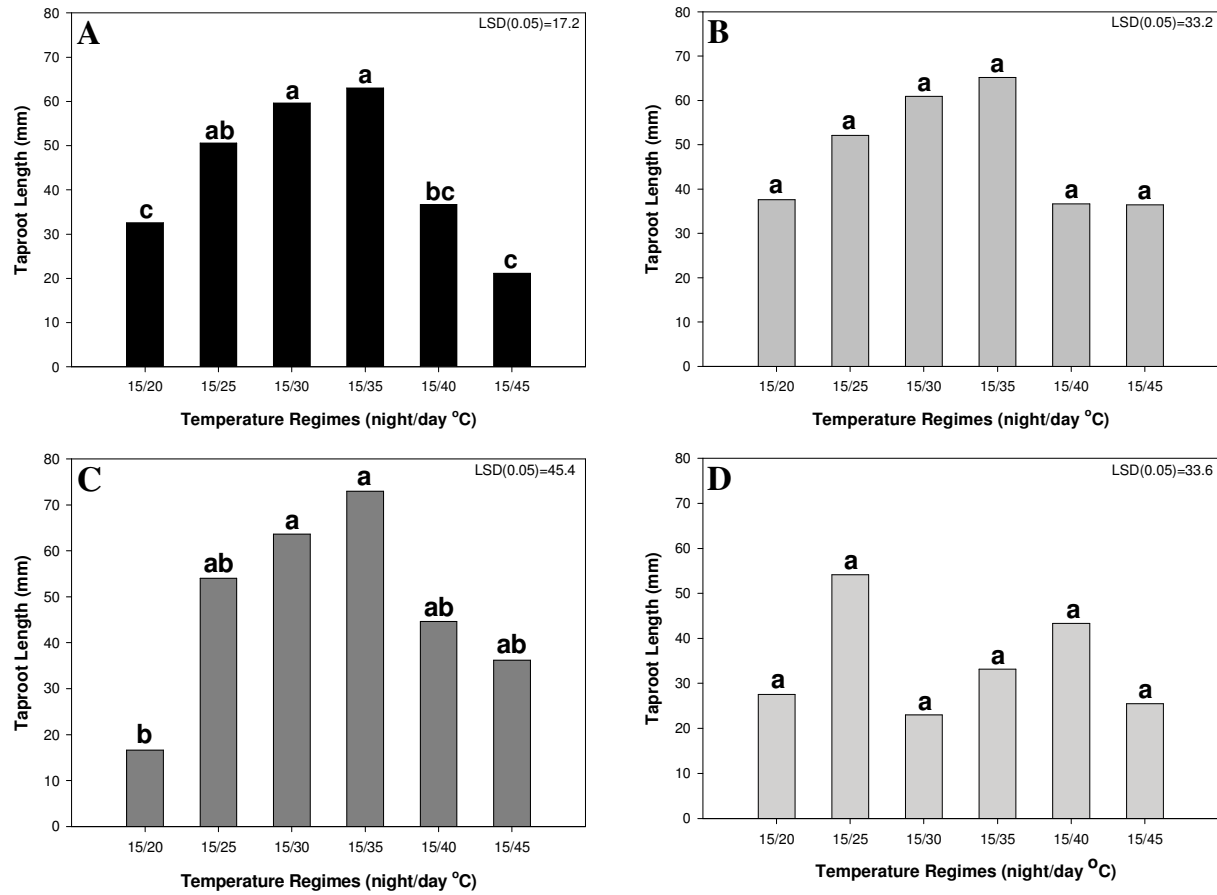 A
LSD(0.05)=17.2
80
70
60
50
40
30
20
10
0
Taproot Length (mm)
c
ab
a
a
bc
c
15/20 15/25 15/30 15/35 15/40 15/45
Temperature Regimes (night/day °C)
B
LSD(0.05)=33.2
80
70
60
50
40
30
20
10
0
Taproot Length (mm)
a
a
a
a
a
a
15/20 15/25 15/30 15/35 15/40 15/45
Temperature Regimes (night/day °C)
C
LSD(0.05)=45.4
80
70
60
50
40
30
20
10
0
Taproot Length (mm)
b
ab
a
a
ab
ab
15/20 15/25 15/30 15/35 15/40 15/45
Temperature Regimes (night/day °C)
D
LSD(0.05)=33.6
80
70
60
50
40
30
20
10
0
Taproot Length (mm)
a
a
a
a
a
a
15/20 15/25 15/30 15/35 15/40 15/45
Temperature Regimes (night/day °C)